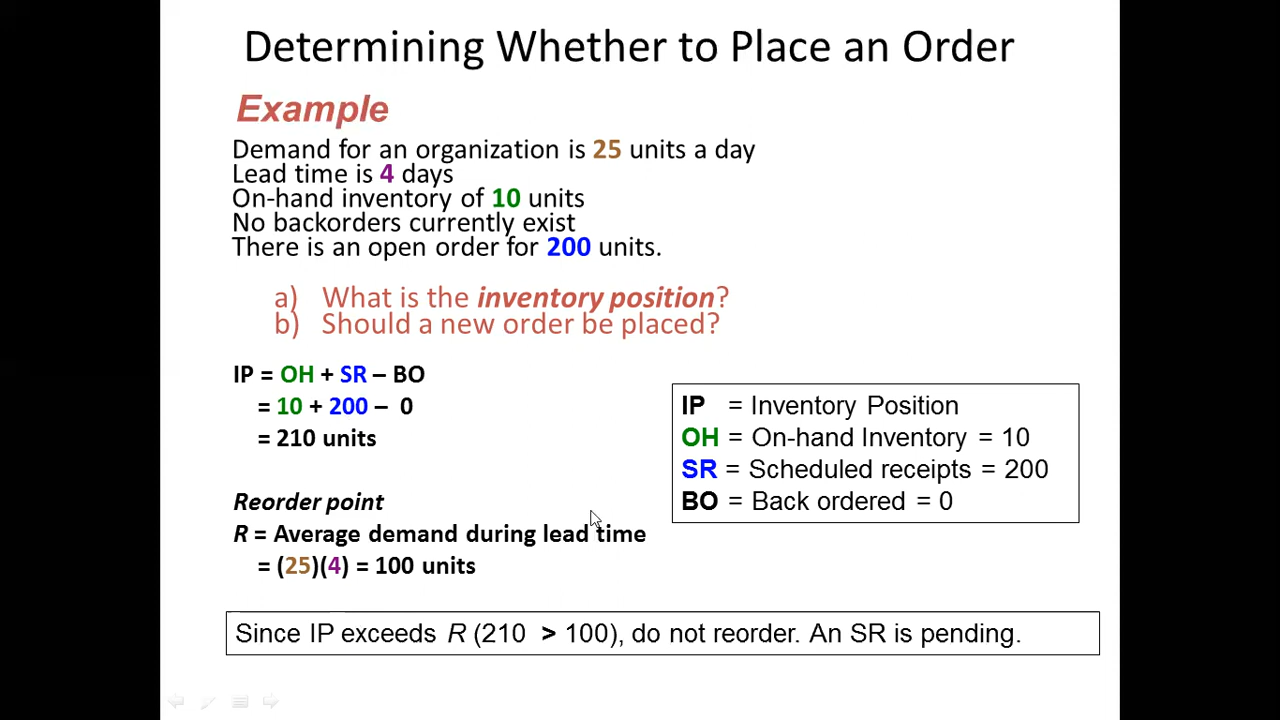 Determining Whether to Place an Order
Example
Demand for an organization is 25 units a day
Lead time is 4 days
On-hand inventory of 10 units
No backorders currently exist
There is an open order for 200 units.
a) What is the inventory position?
b) Should a new order be placed?
IP = OH + SR – BO
= 10 + 200 – 0
= 210 units
IP = Inventory Position
OH = On-hand Inventory = 10
SR = Scheduled receipts = 200
BO = Back ordered = 0
Reorder point
R = Average demand during lead time
= (25)(4) = 100 units
Since IP exceeds R (210 > 100), do not reorder. An SR is pending.